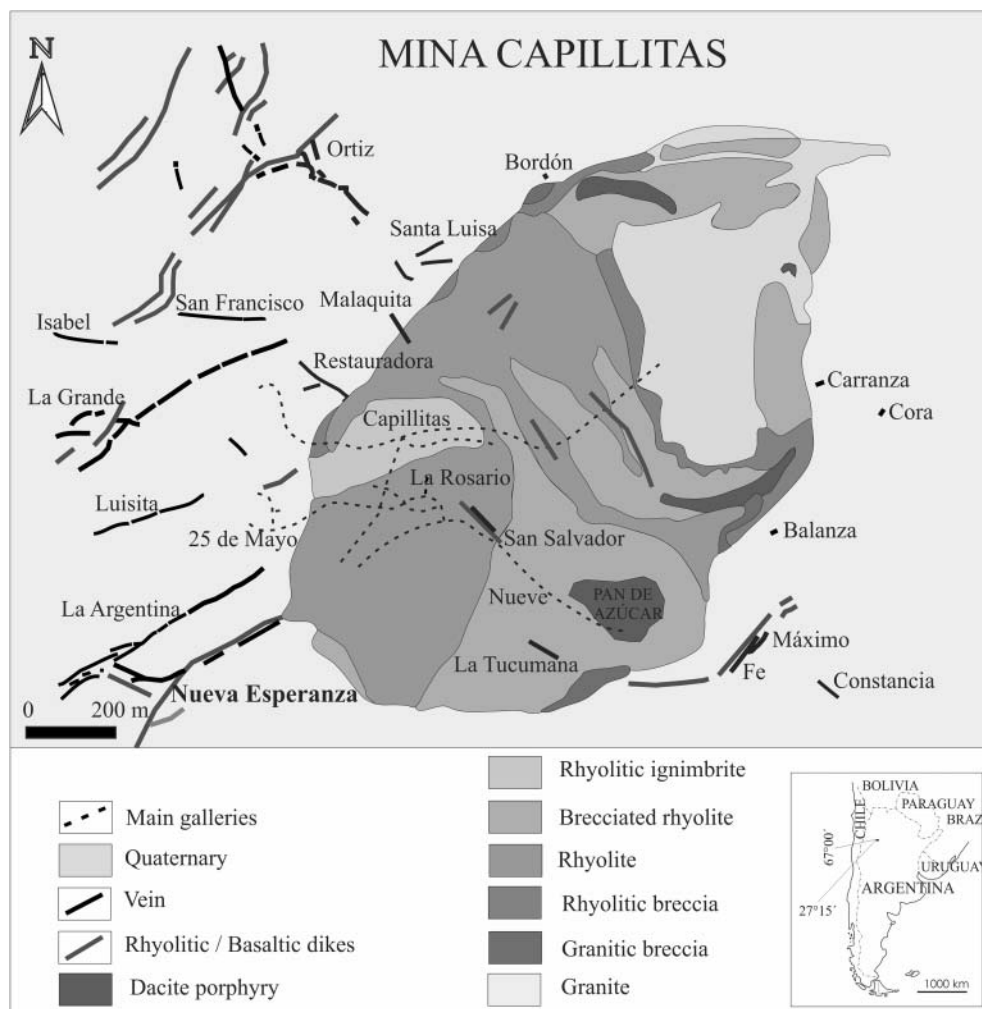 MINA CAPILLITAS
N
Ortiz
Bordón
Santa Luisa
San Francisco
Malaquita
Isabel
Restauradora
La Grande
Carranza
Cora
Capillitas
La Rosario
Luisita
25 de Mayo
San Salvador
Balanza
Nueve
PAN DE
AZÚCAR
La Argentina
La Tucumana
Máximo
Fe
Constancia
Nueva Esperanza
0 200 m
Main galleries
Quaternary
Vein
Rhyolitic / Basaltic dikes
Dacite porphyry
Rhyolitic ignimbrite
Brecciated rhyolite
Rhyolite
Rhyolitic breccia
Granitic breccia
Granite
BOLIVIA
PARAGUAY
BRAZ
CHILE
67°00´
URUGUAY
ARGENTINA
27°15´
1000 km